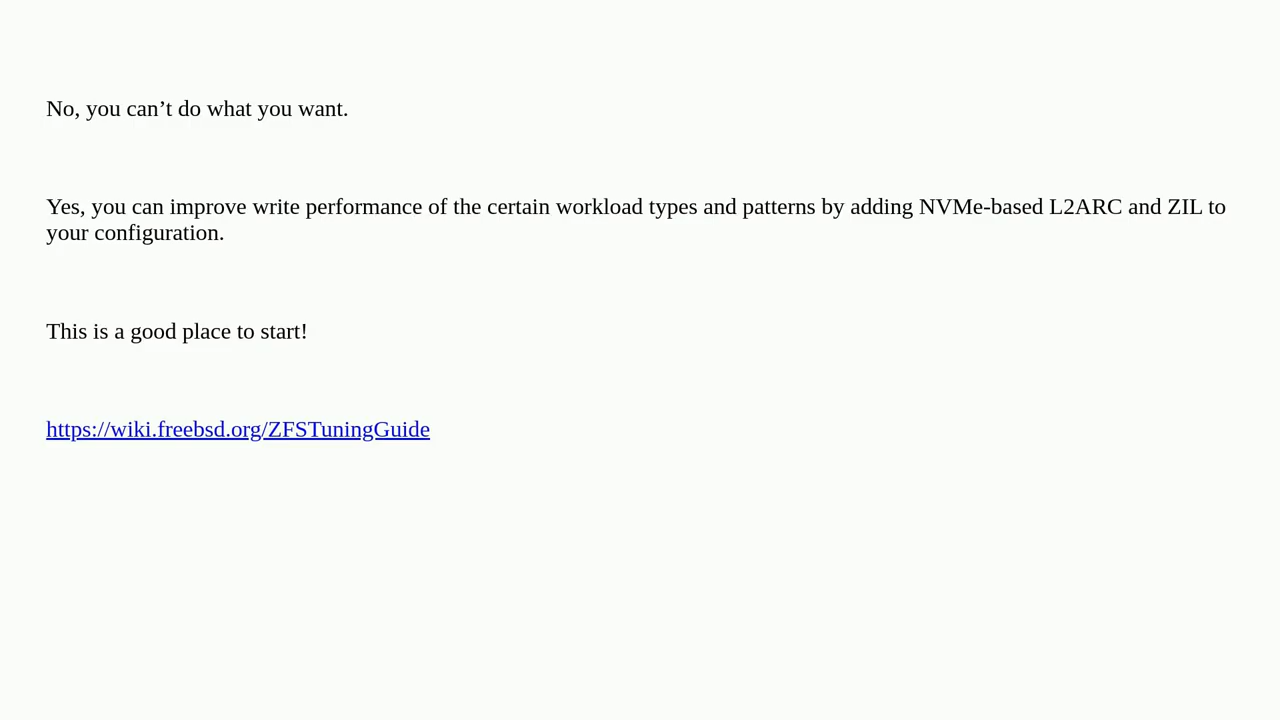 No, you can’t do what you want.
Yes, you can improve write performance of the certain workload types and patterns by adding NVMe-based L2ARC and ZIL to
your configuration.
This is a good place to start!
https://wiki.freebsd.org/ZFSTuningGuide